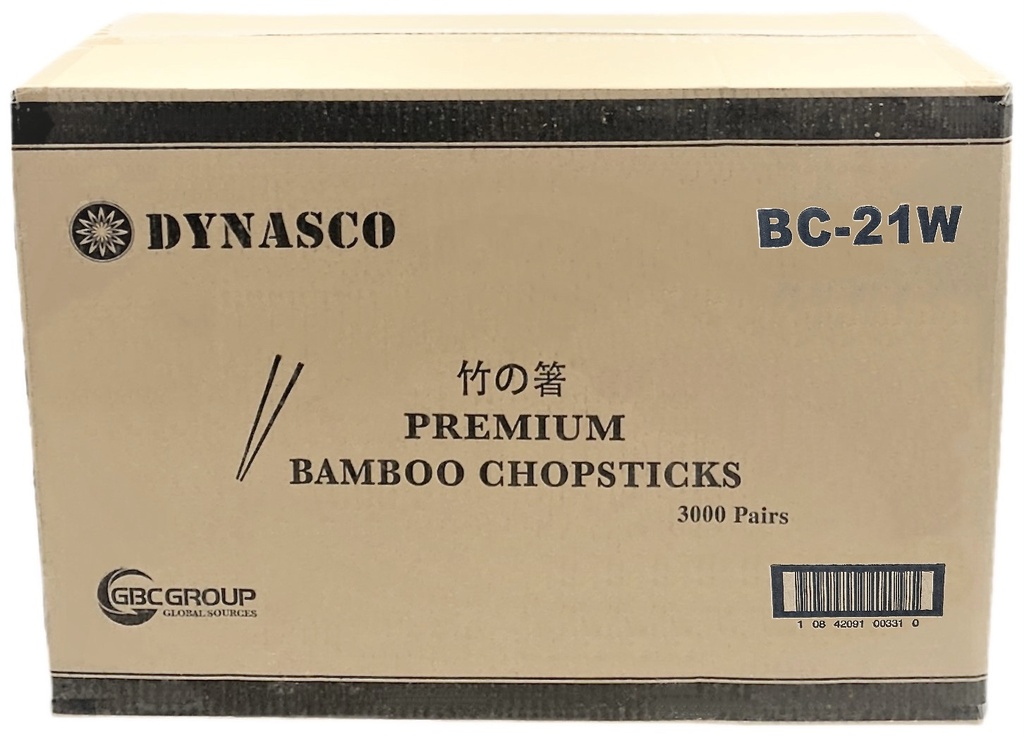 DYNASCO
BC-21W
竹の箸
PREMIUM
BAMBOO CHOPSTICKS
3000 Pairs
GBC GROUP
GLOBAL SOURCES
1 08 42091 00331 0